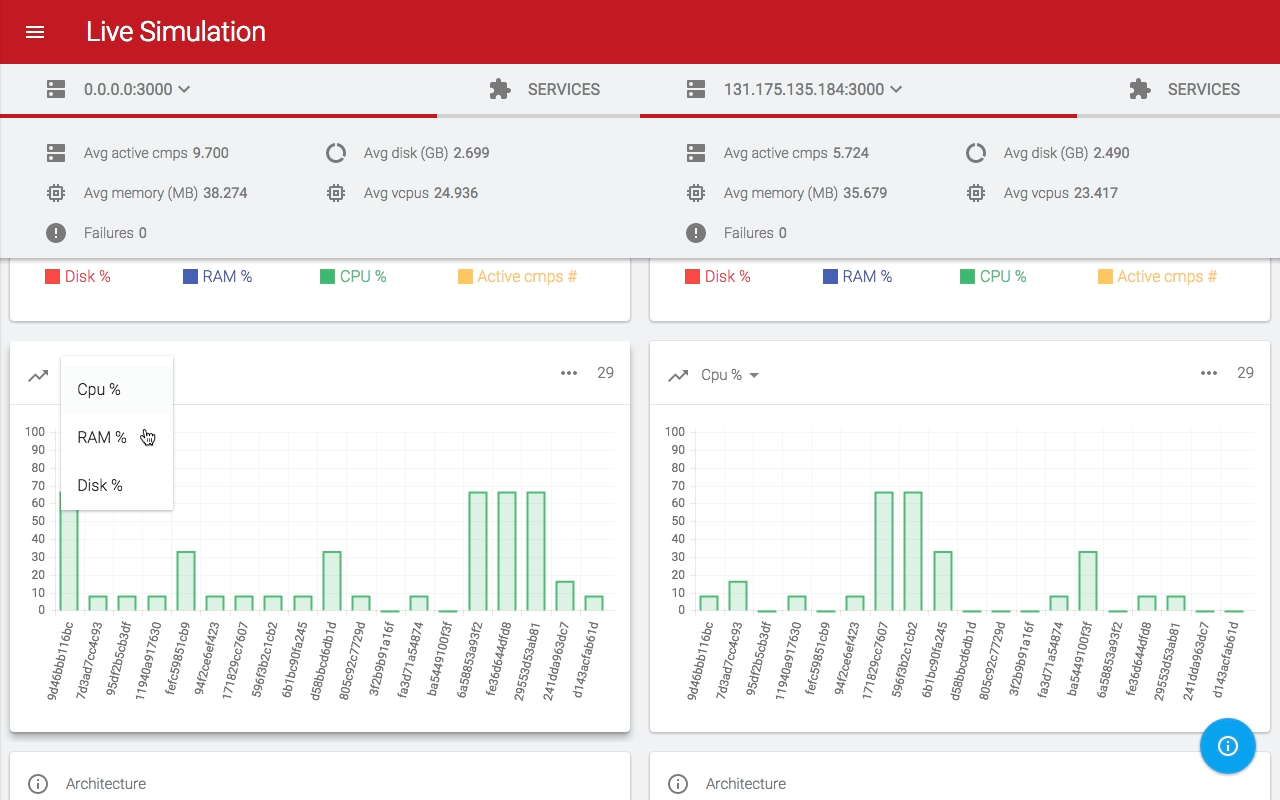 Live Simulation
0.0.0.0:3000
SERVICES
131.175.135.184:3000
SERVICES
Avg active cmps 9.700
Avg disk (GB) 2.699
Avg memory (MB) 38.274
Avg vcpus 24.936
Failures 0
Avg active cmps 5.724
Avg disk (GB) 2.490
Avg memory (MB) 35.679
Avg vcpus 23.417
Failures 0
Disk %
RAM %
CPU %
Active cmps #
Disk %
RAM %
CPU %
Active cmps #
Cpu %
RAM %
Disk %
29
100
90
80
70
60
50
40
30
20
10
0
9d46bbb116bc
7d3ad7cc4c93
95df2b5cb3df
11940a917630
fefc59851cb9
94f2ce6ef423
171829cc7607
596f3b2c1cb2
6b1bc90fa245
d58bbcd6db1d
805c92c7729d
3f2b9b91a16f
fa3d71a54874
ba5449100f3f
6a58853a93f2
fe36d644dfd8
29553d53ab81
241dda963dc7
d143acfab61d
Cpu %
29
100
90
80
70
60
50
40
30
20
10
0
9d46bbb116bc
7d3ad7cc4c93
95df2b5cb3df
11940a917630
fefc59851cb9
94f2ce6ef423
171829cc7607
596f3b2c1cb2
6b1bc90fa245
d58bbcd6db1d
805c92c7729d
3f2b9b91a16f
fa3d71a54874
ba5449100f3f
6a58853a93f2
fe36d644dfd8
29553d53ab81
241dda963dc7
d143acfab61d
Architecture
Architecture